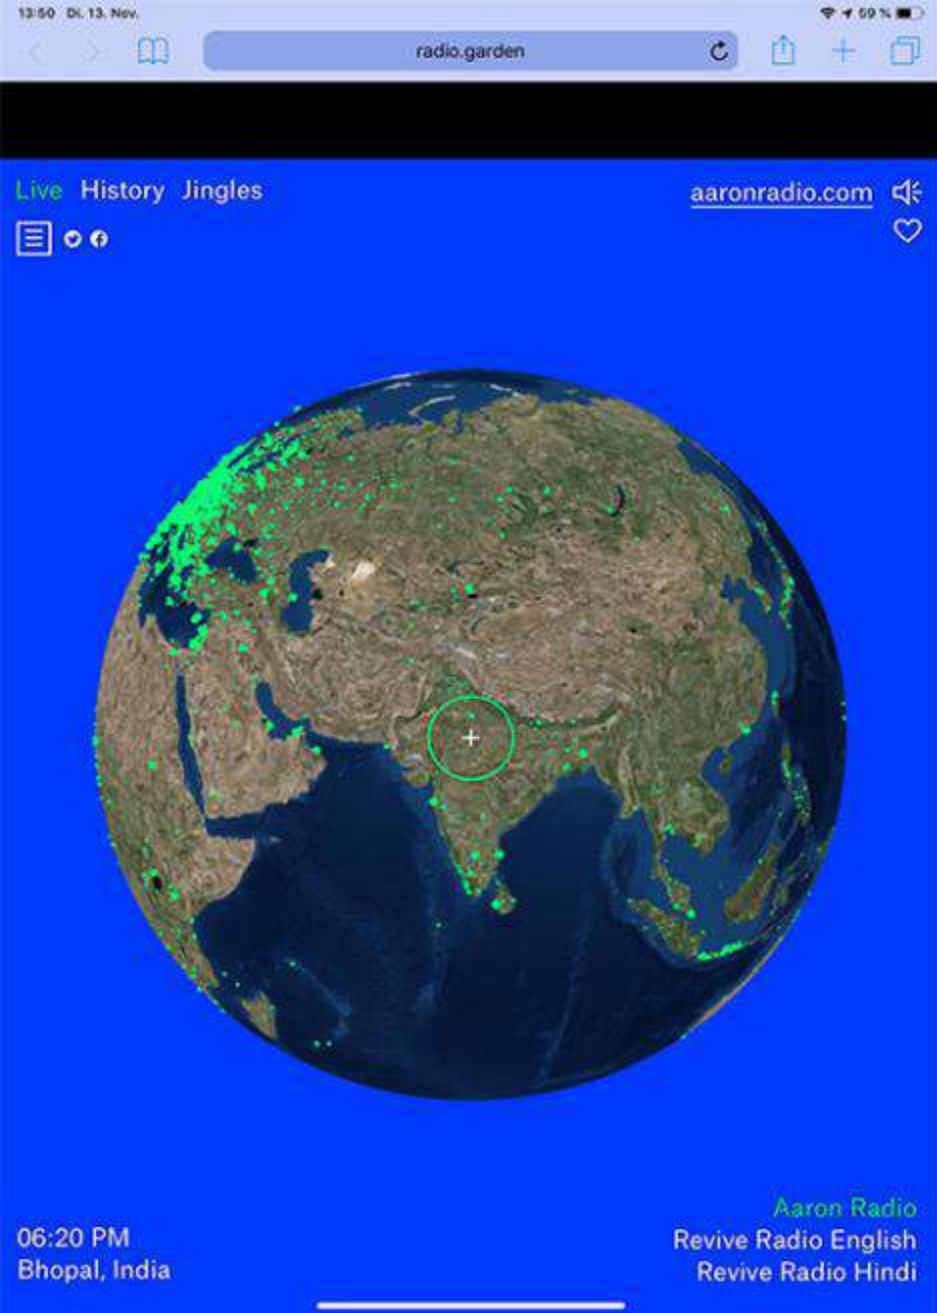 13:50 Di. 13. Nov.
59 %
radio.garden
Live History Jingles
aaronradio.com
06:20 PM
Bhopal, India
Aaron Radio
Revive Radio English
Revive Radio Hindi